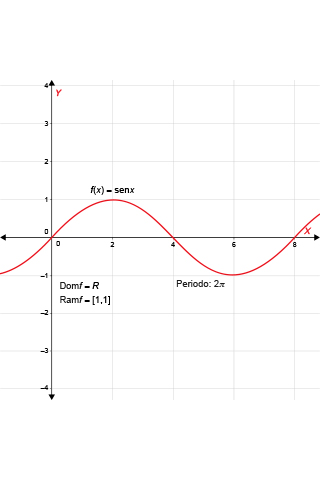 4
Y
3
2
f(x) = senx
1
0
X
0 2 4 6 8
−1
Domf = R
Periodo: 2π
Ramf = [1,1]
−2
−3
−4